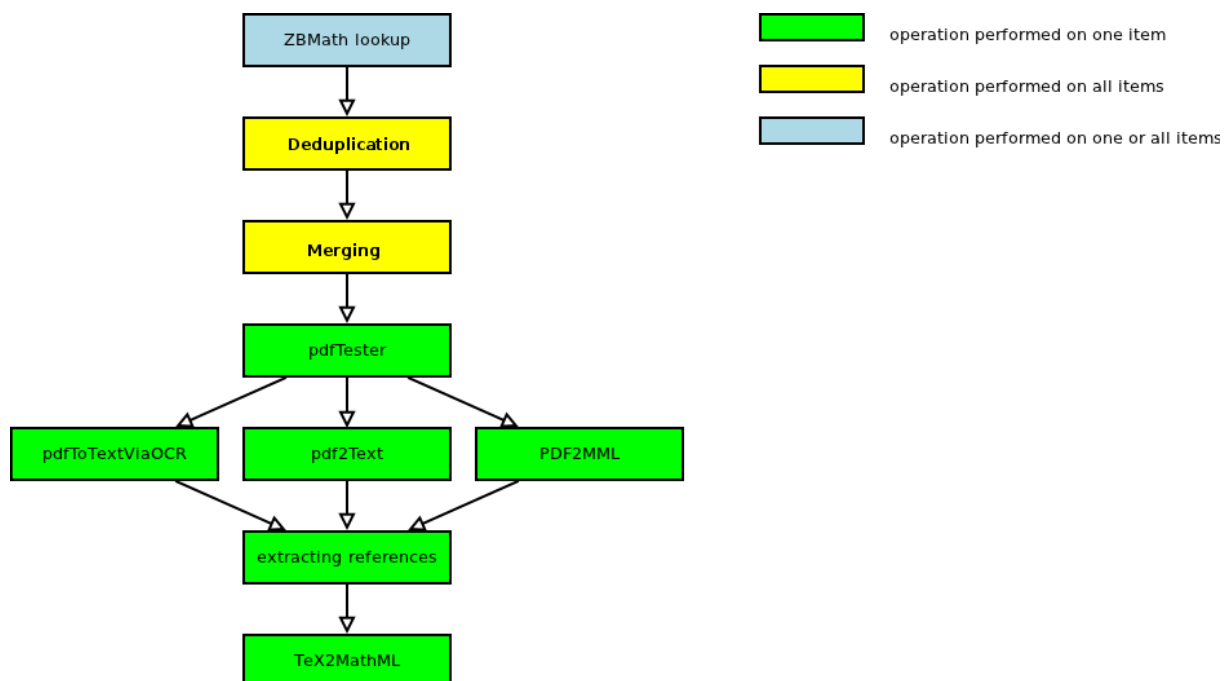 ZBMath lookup
operation performed on one item
operation performed on all items
operation performed on one or all items
Deduplication
Merging
pdfTester
pdfToTextViaOCR
pdf2Text
PDF2MML
extracting references
TeX2MathML